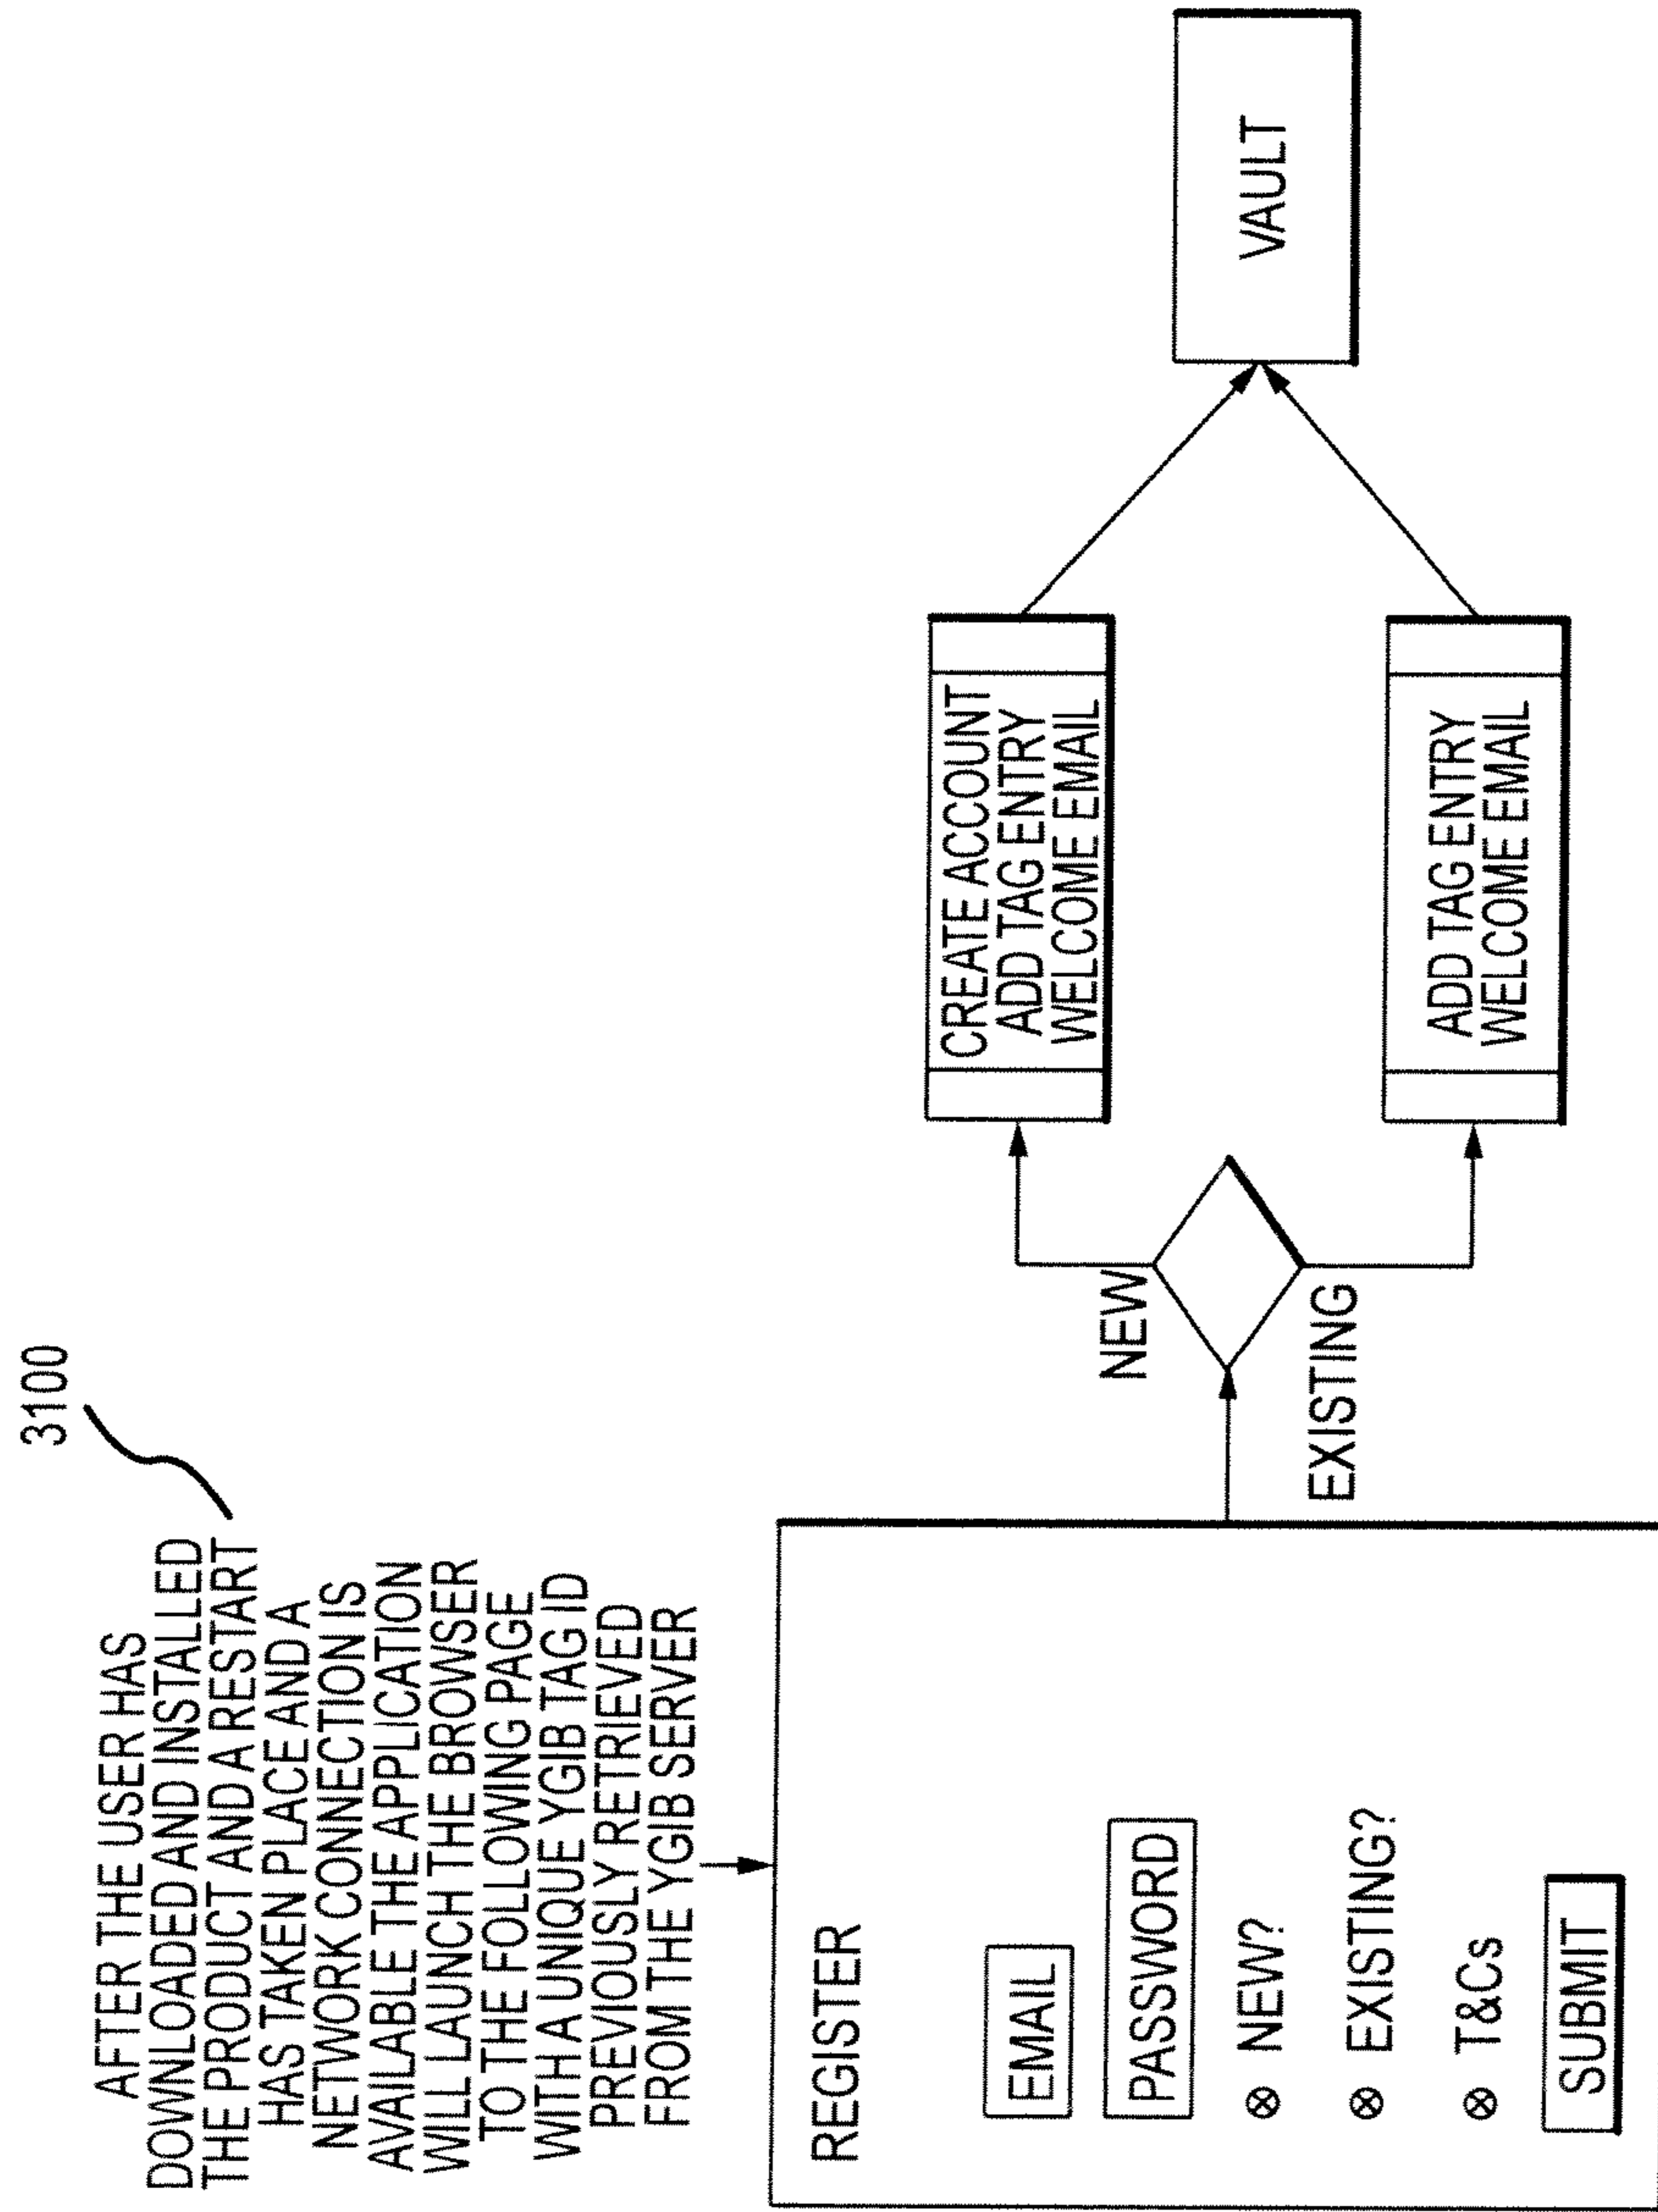 3100
AFTER THE USER HAS
DOWNLOADED AND INSTALLED
THE PRODUCT AND A RESTART
HAS TAKEN PLACE AND A
NETWORK CONNECTION IS
AVAILABLE THE APPLICATION
WILL LAUNCH THE BROWSER
TO THE FOLLOWING PAGE
WITH A UNIQUE YGIB TAG ID
PREVIOUSLY RETRIEVED
FROM THE YGIB SERVER
REGISTER
EMAIL
PASSWORD
NEW?
EXISTING?
T&Cs
SUBMIT
NEW
EXISTING
CREATE ACCOUNT
ADD TAG ENTRY
WELCOME EMAIL
ADD TAG ENTRY
WELCOME EMAIL
VAULT